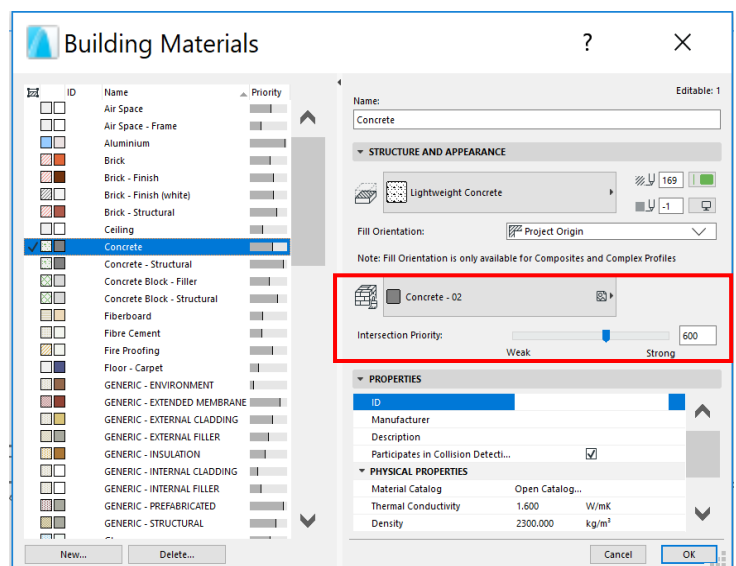 Building Materials ? ×
ID Name Priority
Air Space
Air Space - Frame
Aluminium
Brick
Brick - Finish
Brick - Finish (white)
Brick - Structural
Ceiling
Concrete
Concrete - Structural
Concrete Block - Filler
Concrete Block - Structural
Fiberboard
Fibre Cement
Fire Proofing
Floor - Carpet
GENERIC - ENVIRONMENT
GENERIC - EXTENDED MEMBRANE
GENERIC - EXTERNAL CLADDING
GENERIC - EXTERNAL FILLER
GENERIC - INSULATION
GENERIC - INTERNAL CLADDING
GENERIC - INTERNAL FILLER
GENERIC - PREFABRICATED
GENERIC - STRUCTURAL
New... Delete...
Editable: 1
Name:
Concrete
STRUCTURE AND APPEARANCE
Lightweight Concrete
169
-1
Fill Orientation: Project Origin
Note: Fill Orientation is only available for Composites and Complex Profiles
Concrete - 02
Intersection Priority: 600
Weak Strong
PROPERTIES
ID
Manufacturer
Description
Participates in Collision Detecti...
PHYSICAL PROPERTIES
Material Catalog Open Catalog...
Thermal Conductivity 1.600 W/mK
Density 2300.000 kg/m³
Cancel OK